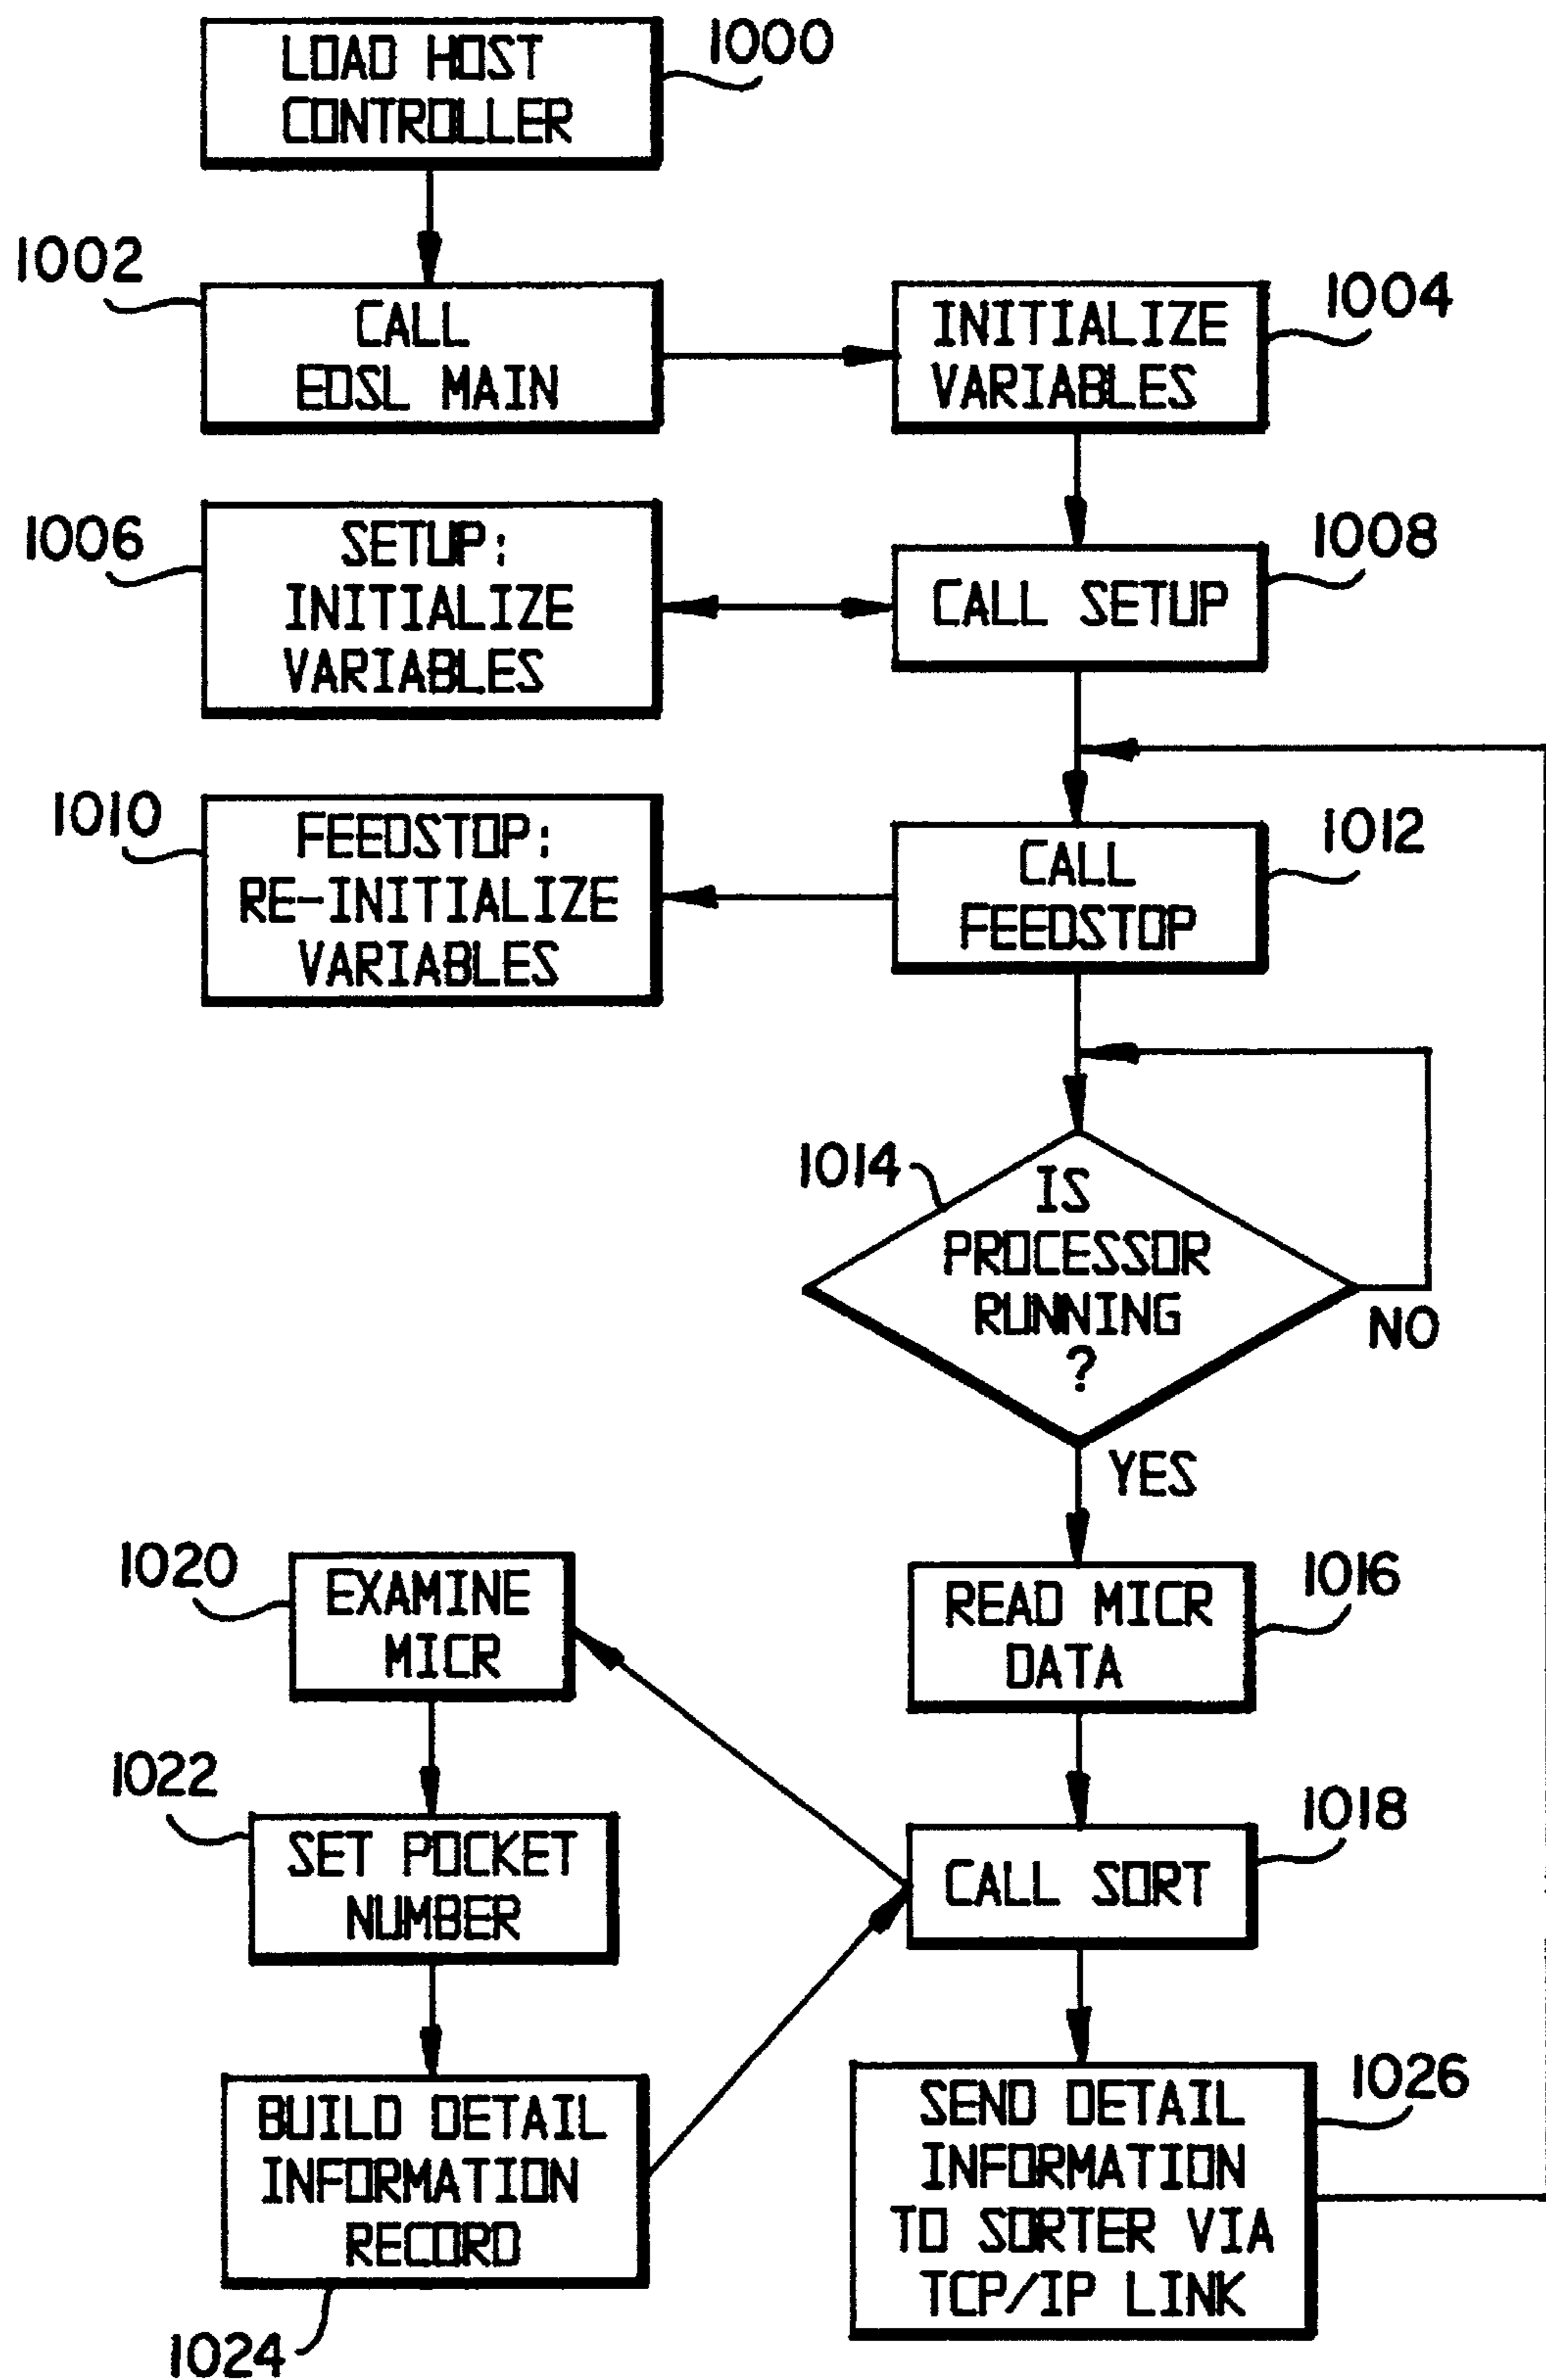 LOAD HOST
CONTROLLER
1000
1002
CALL
EDSL MAIN
INITIALIZE
VARIABLES
1004
1006
SETUP:
INITIALIZE
VARIABLES
CALL SETUP
1008
1010
FEEDSTOP:
RE-INITIALIZE
VARIABLES
CALL
FEEDSTOP
1012
1014
IS
PROCESSOR
RUNNING
?
NO
YES
1020
EXAMINE
MICR
READ MICR
DATA
1016
1022
SET POCKET
NUMBER
CALL SORT
1018
BUILD DETAIL
INFORMATION
RECORD
1024
SEND DETAIL
INFORMATION
TO SORTER VIA
TCP/IP LINK
1026